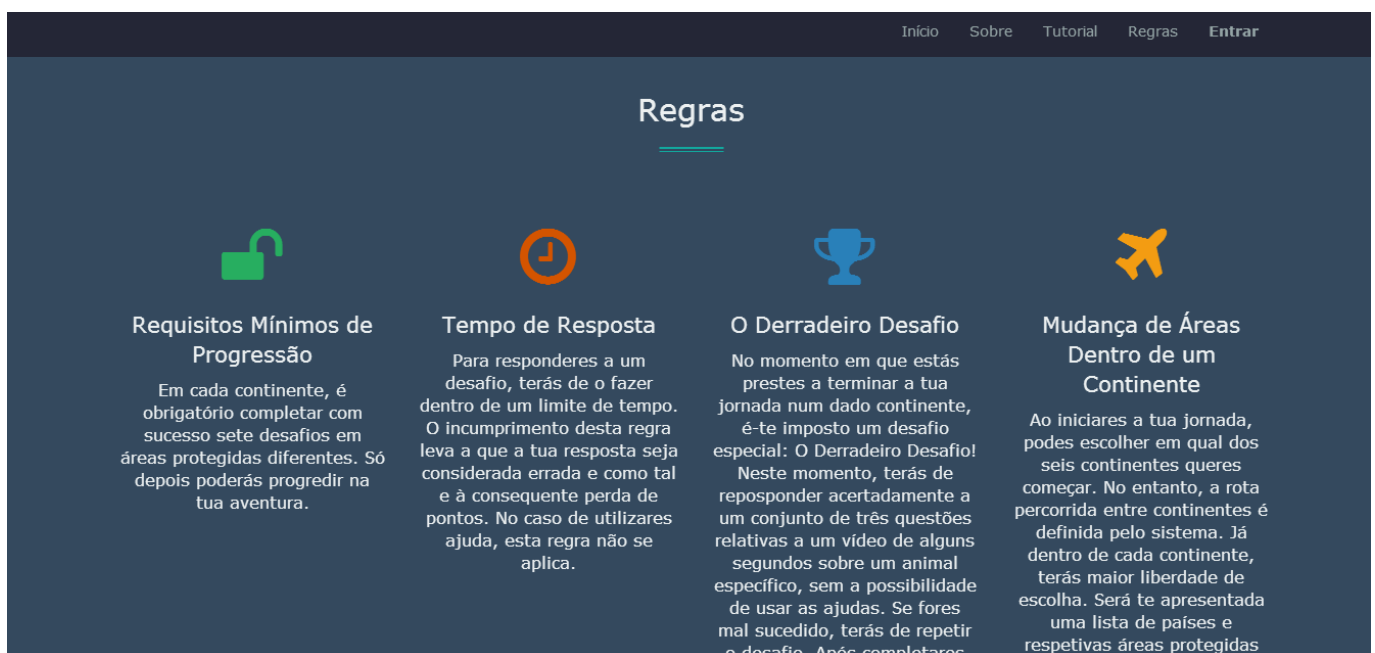 Início Sobre Tutorial Regras Entrar
Regras
Requisitos Mínimos de
Progressão
Em cada continente, é
obrigatório completar com
sucesso sete desafios em
áreas protegidas diferentes. Só
depois poderás progredir na
tua aventura.
Tempo de Resposta
Para responderes a um
desafio, terás de o fazer
dentro de um limite de tempo.
O incumprimento desta regra
leva a que a tua resposta seja
considerada errada e como tal
e à consequente perda de
pontos. No caso de utilizares
ajuda, esta regra não se
aplica.
O Derradeiro Desafio
No momento em que estás
prestes a terminar a tua
jornada num dado continente,
é-te imposto um desafio
especial: O Derradeiro Desafio!
Neste momento, terás de
reposponder acertadamente a
um conjunto de três questões
relativas a um vídeo de alguns
segundos sobre um animal
específico, sem a possibilidade
de usar as ajudas. Se fores
mal sucedido, terás de repetir
o desafio. Após completares
Mudança de Áreas
Dentro de um
Continente
Ao iniciares a tua jornada,
podes escolher em qual dos
seis continentes queres
começar. No entanto, a rota
percorrida entre continentes é
definida pelo sistema. Já
dentro de cada continente,
terás maior liberdade de
escolha. Será te apresentada
uma lista de países e
respetivas áreas protegidas